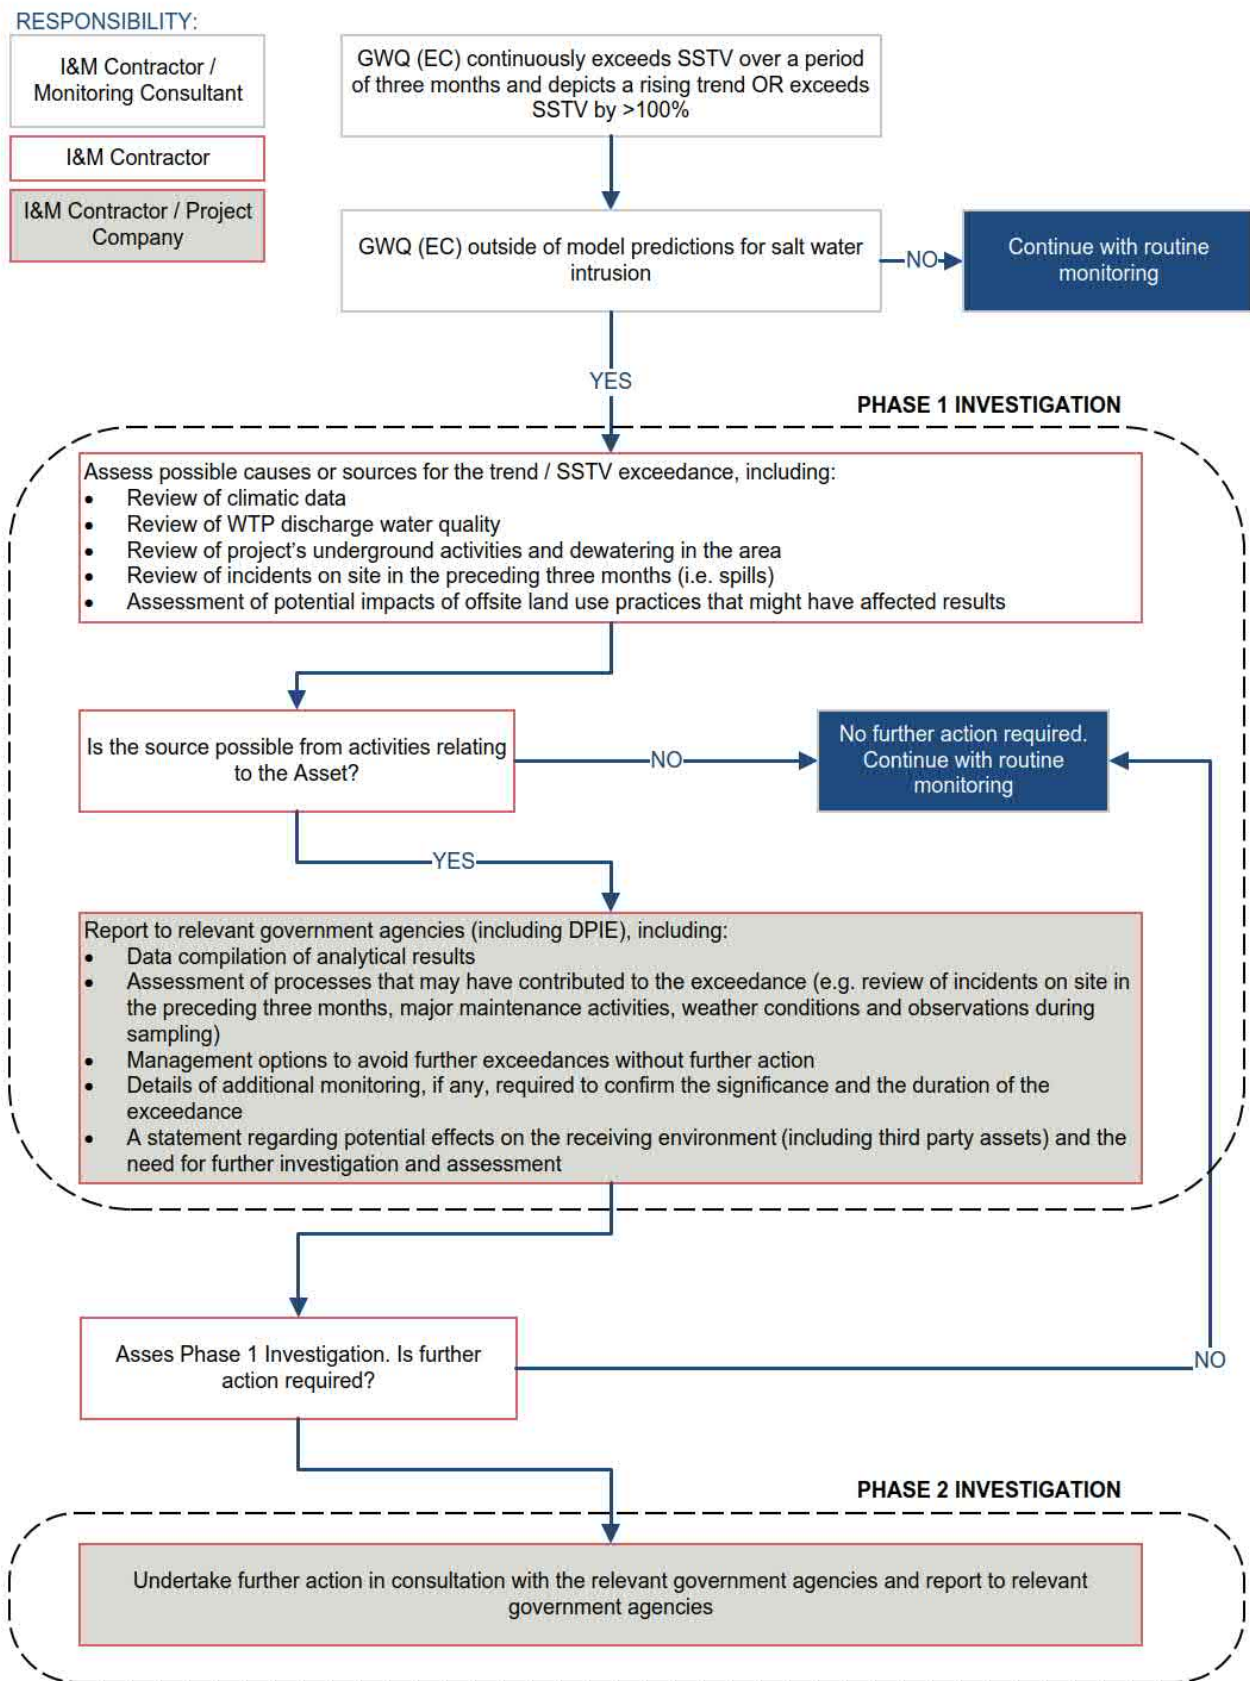 RESPONSIBILITY:
I&M Contractor /
Monitoring Consultant
I&M Contractor
I&M Contractor / Project
Company
GWQ (EC) continuously exceeds SSTV over a period
of three months and depicts a rising trend OR exceeds
SSTV by >100%
GWQ (EC) outside of model predictions for salt water
intrusion
NO
Continue with routine
monitoring
YES
PHASE 1 INVESTIGATION
Assess possible causes or sources for the trend / SSTV exceedance, including:
• Review of climatic data
• Review of WTP discharge water quality
• Review of project's underground activities and dewatering in the area
• Review of incidents on site in the preceding three months (i.e. spills)
• Assessment of potential impacts of offsite land use practices that might have affected results
Is the source possible from activities relating
to the Asset?
NO
No further action required.
Continue with routine
monitoring
YES
Report to relevant government agencies (including DPIE), including:
• Data compilation of analytical results
• Assessment of processes that may have contributed to the exceedance (e.g. review of incidents on site in
the preceding three months, major maintenance activities, weather conditions and observations during
sampling)
• Management options to avoid further exceedances without further action
• Details of additional monitoring, if any, required to confirm the significance and the duration of the
exceedance
• A statement regarding potential effects on the receiving environment (including third party assets) and the
need for further investigation and assessment
Asses Phase 1 Investigation. Is further
action required?
NO
PHASE 2 INVESTIGATION
Undertake further action in consultation with the relevant government agencies and report to relevant
government agencies